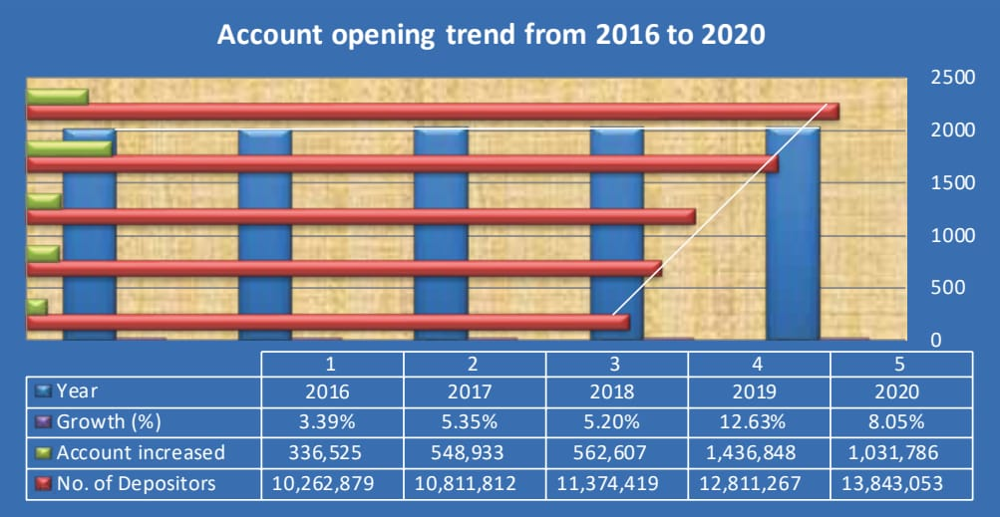 Account opening trend from 2016 to 2020
2500
2000
1500
1000
500
0
1 2 3 4 5
Year 2016 2017 2018 2019 2020
Growth (%) 3.39% 5.35% 5.20% 12.63% 8.05%
Account increased 336,525 548,933 562,607 1,436,848 1,031,786
No. of Depositors 10,262,879 10,811,812 11,374,419 12,811,267 13,843,053